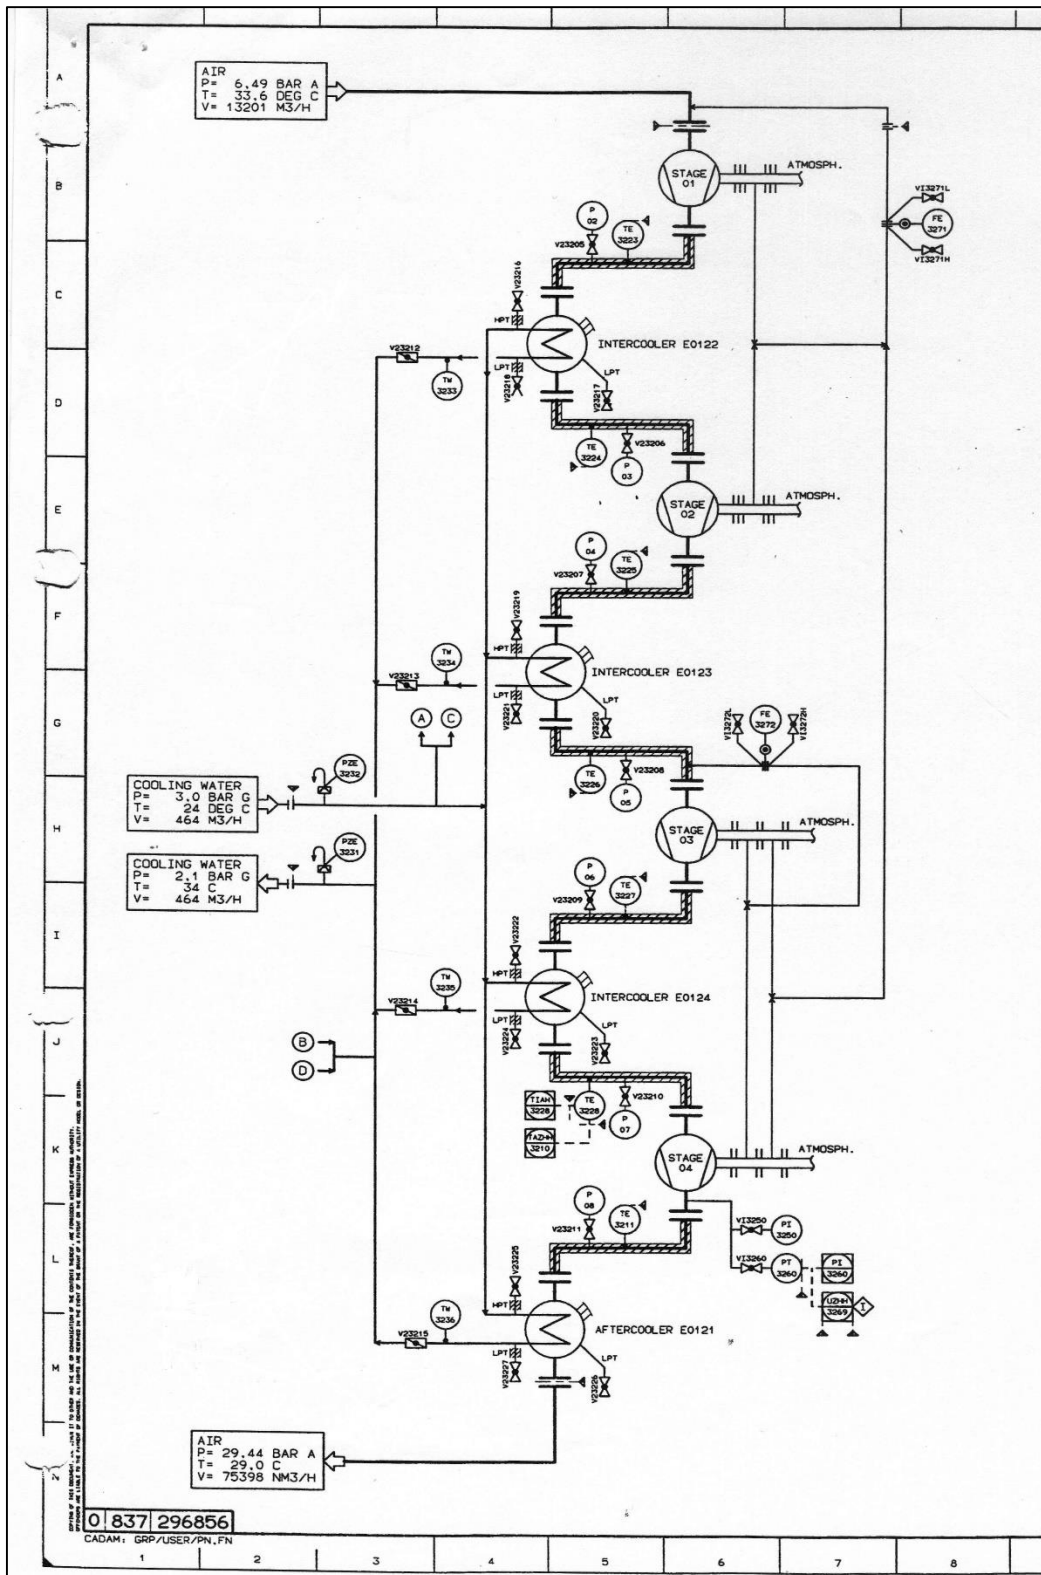 A
AIR
P= 6.49 BAR A
T= 33.6 DEG C
V= 13201 M3/H
B
STAGE
01
ATMOSPH.
VI3271L
FE
3271
VI3271H
P
02
V23205
TE
3223
C
V23216
HPT
INTERCOOLER E0122
V23212
TW
3233
LPT
V23218
LPT
V23217
D
TE
3224
V23206
P
03
E
STAGE
02
ATMOSPH.
P
04
V23207
TE
3225
F
V23219
HPT
TW
3234
INTERCOOLER E0123
V23213
LPT
V23221
LPT
V23220
G
A
C
VI3272L
FE
3272
VI3272H
PZE
3232
TE
3226
V23208
P
05
COOLING WATER
P= 3.0 BAR G
T= 24 DEG C
V= 464 M3/H
H
STAGE
03
ATMOSPH.
PZE
3231
COOLING WATER
P= 2.1 BAR G
T= 34 C
V= 464 M3/H
P
06
V23209
TE
3227
I
V23222
HPT
TW
3235
INTERCOOLER E0124
V23214
LPT
V23224
LPT
V23223
J
B
D
TIAH
3228
TE
3228
V23210
P
07
TAZHH
3210
K
STAGE
04
ATMOSPH.
P
08
V23211
TE
3211
VI3250
PI
3250
L
V23225
VI3260
PT
3260
PI
3260
HPT
UZHH
3269
I
TW
3236
AFTERCOOLER E0121
V23215
LPT
V23227
LPT
V23226
M
AIR
P= 29.44 BAR A
T= 29.0 C
V= 75398 NM3/H
N
0 837 296856
CADAM: GRP/USER/PN.FN
1 2 3 4 5 6 7 8